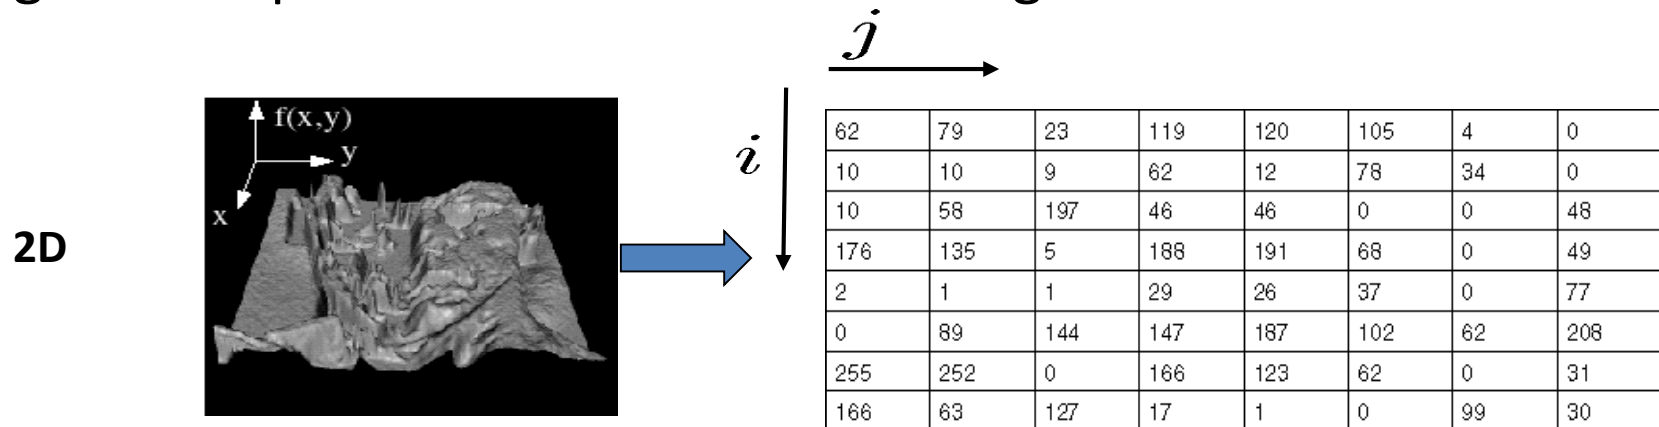 j
f(x,y)
y
x
i
2D
62 79 23 119 120 105 4 0
10 10 9 62 12 78 34 0
10 58 197 46 46 0 0 48
176 135 5 188 191 68 0 49
2 1 1 29 26 37 0 77
0 89 144 147 187 102 62 208
255 252 0 166 123 62 0 31
166 63 127 17 1 0 99 30